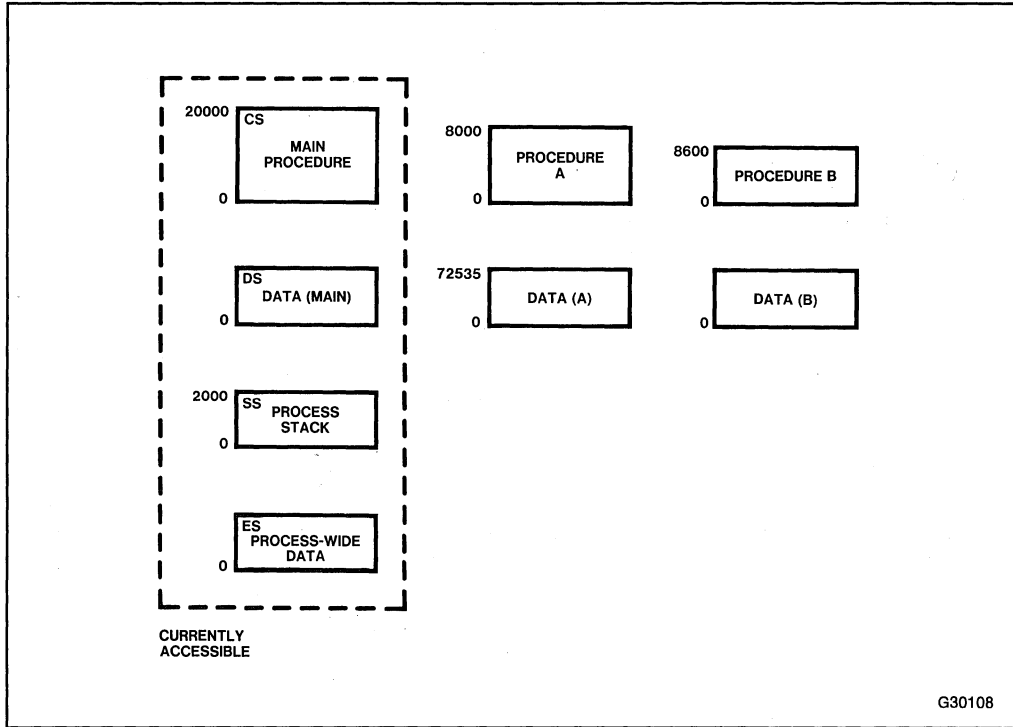 20000
CS
MAIN
PROCEDURE
0
8000
PROCEDURE
A
0
8600
PROCEDURE B
0
DS
DATA (MAIN)
0
72535
DATA (A)
0
DATA (B)
0
2000
SS
PROCESS
STACK
0
ES
PROCESS-WIDE
DATA
0
CURRENTLY
ACCESSIBLE
G30108